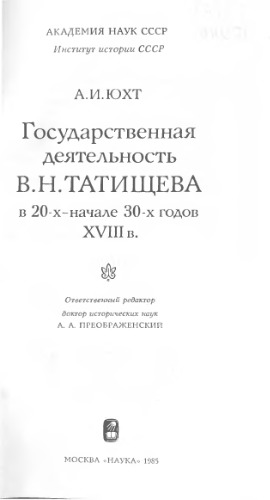 АКАДЕМИЯ НАУК СССР
Институт истории СССР
А.И.ЮХТ
Государственная
деятельность
В.Н.ТАТИЩЕВА
в 20-х–начале 30-х годов
XVIII в.
Ответственный редактор
доктор исторических наук
А. А. ПРЕОБРАЖЕНСКИЙ
МОСКВА «НАУКА» 1985